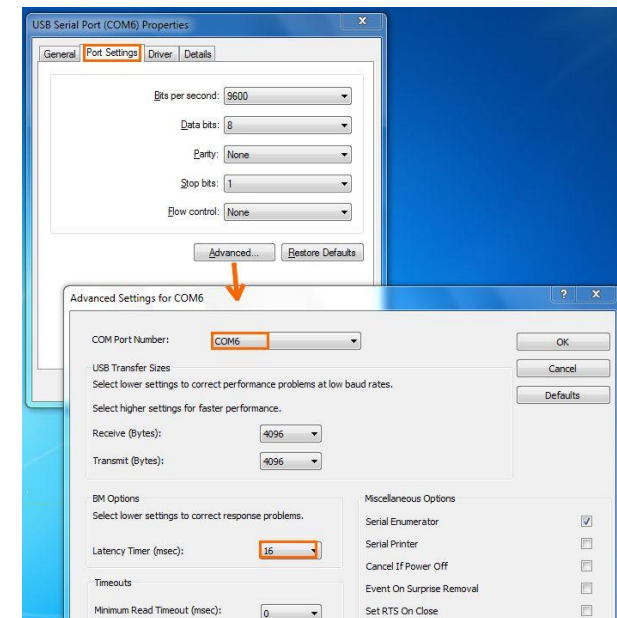 USB Serial Port (COM6) Properties
x
General Port Settings Driver Details
Bits per second: 9600
Data bits: 8
Parity: None
Stop bits: 1
Flow control: None
Advanced... Restore Defaults
Advanced Settings for COM6
? x
COM Port Number: COM6
OK
USB Transfer Sizes
Cancel
Select lower settings to correct performance problems at low baud rates.
Defaults
Select higher settings for faster performance.
Receive (Bytes): 4096
Transmit (Bytes): 4096
BM Options
Select lower settings to correct response problems.
Latency Timer (msec): 16
Timeouts
Minimum Read Timeout (msec): 0
Miscellaneous Options
Serial Enumerator
Serial Printer
Cancel If Power Off
Event On Surprise Removal
Set RTS On Close